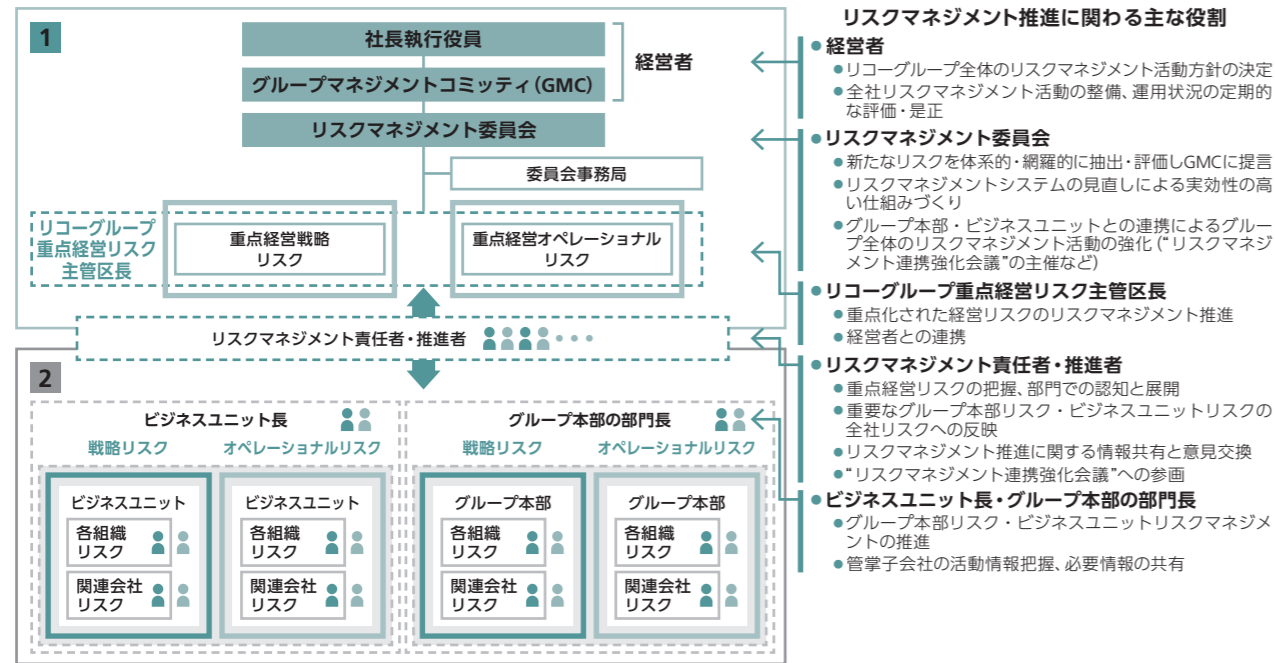 1
社長執行役員
グループマネジメントコミッティ(GMC)
経営者
リスクマネジメント委員会
委員会事務局
リコーグループ
重点経営リスク
主管区長
重点経営戦略
リスク
重点経営オペレーショナル
リスク
リスクマネジメント責任者・推進者
2
ビジネスユニット長
戦略リスク
オペレーショナルリスク
ビジネスユニット
各組織
リスク
関連会社
リスク
ビジネスユニット
各組織
リスク
関連会社
リスク
グループ本部の部門長
戦略リスク
オペレーショナルリスク
グループ本部
各組織
リスク
関連会社
リスク
グループ本部
各組織
リスク
関連会社
リスク
リスクマネジメント推進に関わる主な役割
●経営者
●リコーグループ全体のリスクマネジメント活動方針の決定
●全社リスクマネジメント活動の整備、運用状況の定期的
な評価・是正
●リスクマネジメント委員会
●新たなリスクを体系的・網羅的に抽出・評価しGMCに提言
●リスクマネジメントシステムの見直しによる実効性の高
い仕組みづくり
●グループ本部・ビジネスユニットとの連携によるグルー
プ全体のリスクマネジメント活動の強化(“リスクマネジ
メント連携強化会議”の主催など)
●リコーグループ重点経営リスク主管区長
●重点化された経営リスクのリスクマネジメント推進
●経営者との連携
●リスクマネジメント責任者・推進者
●重点経営リスクの把握、部門での認知と展開
●重要なグループ本部リスク・ビジネスユニットリスクの
全社リスクへの反映
●リスクマネジメント推進に関する情報共有と意見交換
●“リスクマネジメント連携強化会議”への参画
●ビジネスユニット長・グループ本部の部門長
●グループ本部リスク・ビジネスユニットリスクマネジメ
ントの推進
●管掌子会社の活動情報把握、必要情報の共有